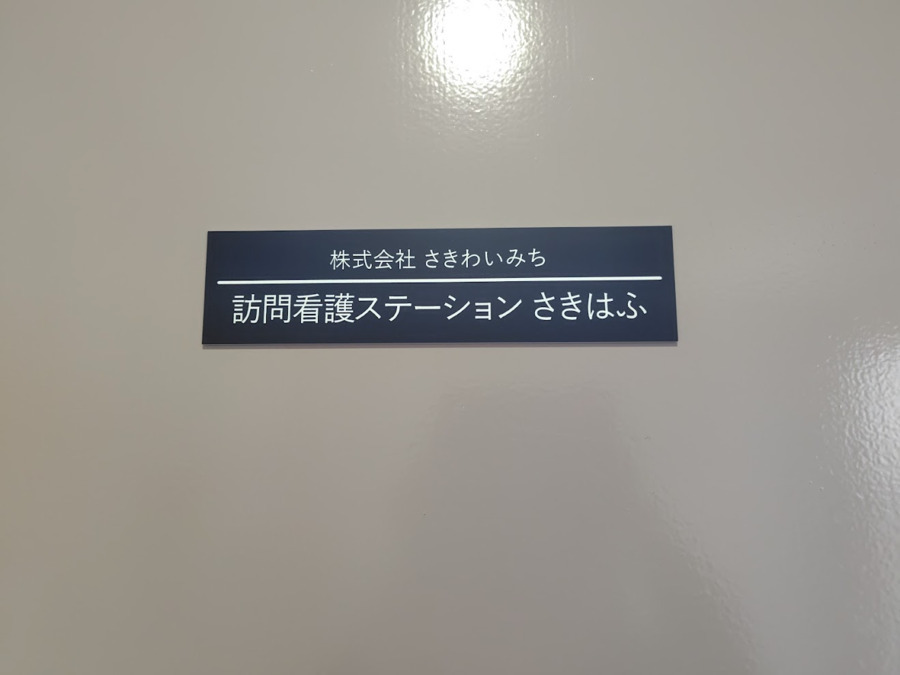 株式会社 さきわいみち
訪問看護ステーション さきはふ